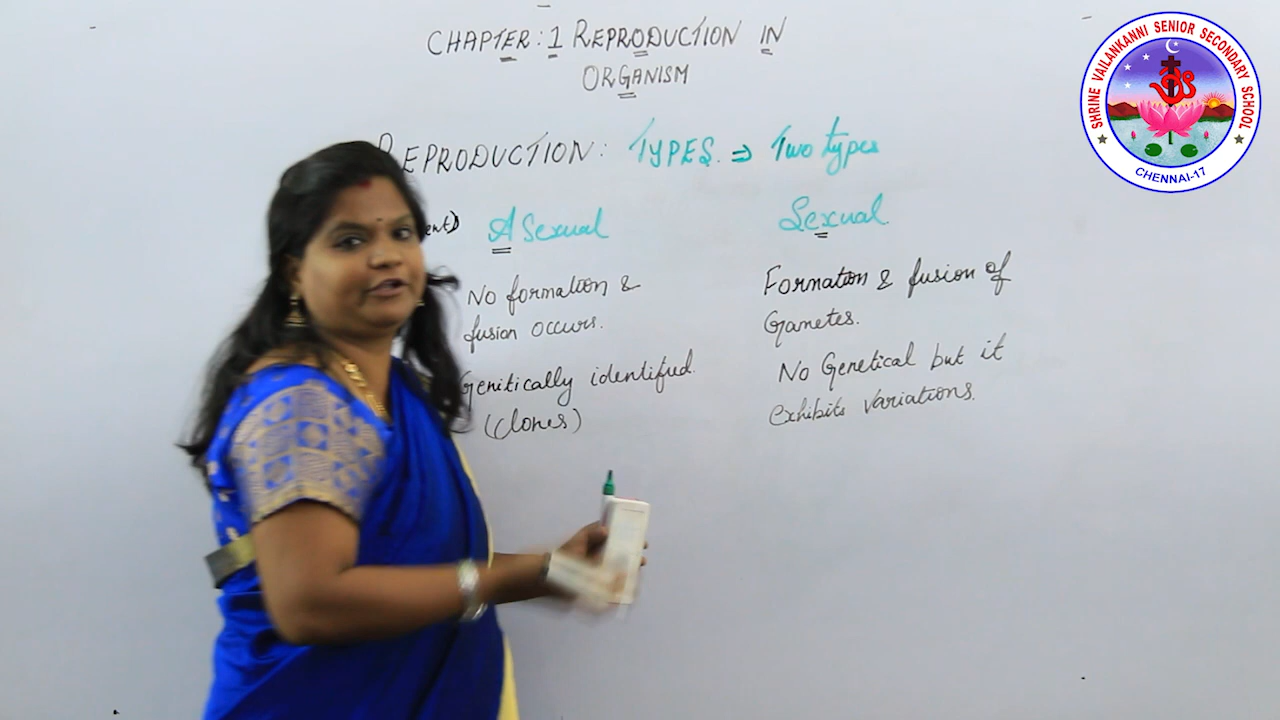 CHAPTER: 1 REPRODUCTION IN
ORGANISM
REPRODUCTION: TYPES ⇒ Two types
ASexual
Sexual
No formation &
fusion occurs.
Genitically identified.
(clones)
Formation & fusion of
Gametes.
No Genetical but it
exhibits variations.
SHRINE VAILANKANNI SENIOR SECONDARY SCHOOL
CHENNAI-17